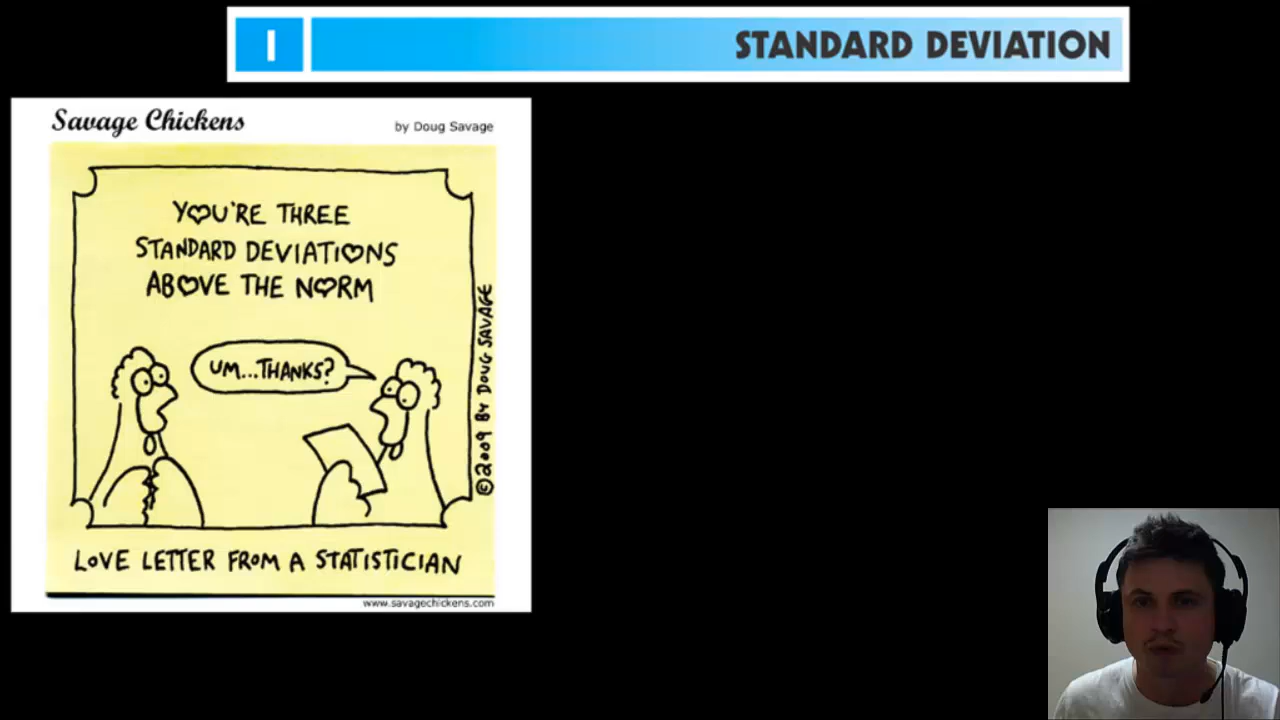 I
STANDARD DEVIATION
Savage Chickens
by Doug Savage
YOU'RE THREE
STANDARD DEVIATIONS
ABOVE THE NORM
UM...THANKS?
©2009 BY DOUG SAVAGE
LOVE LETTER FROM A STATISTICIAN
www.savagechickens.com